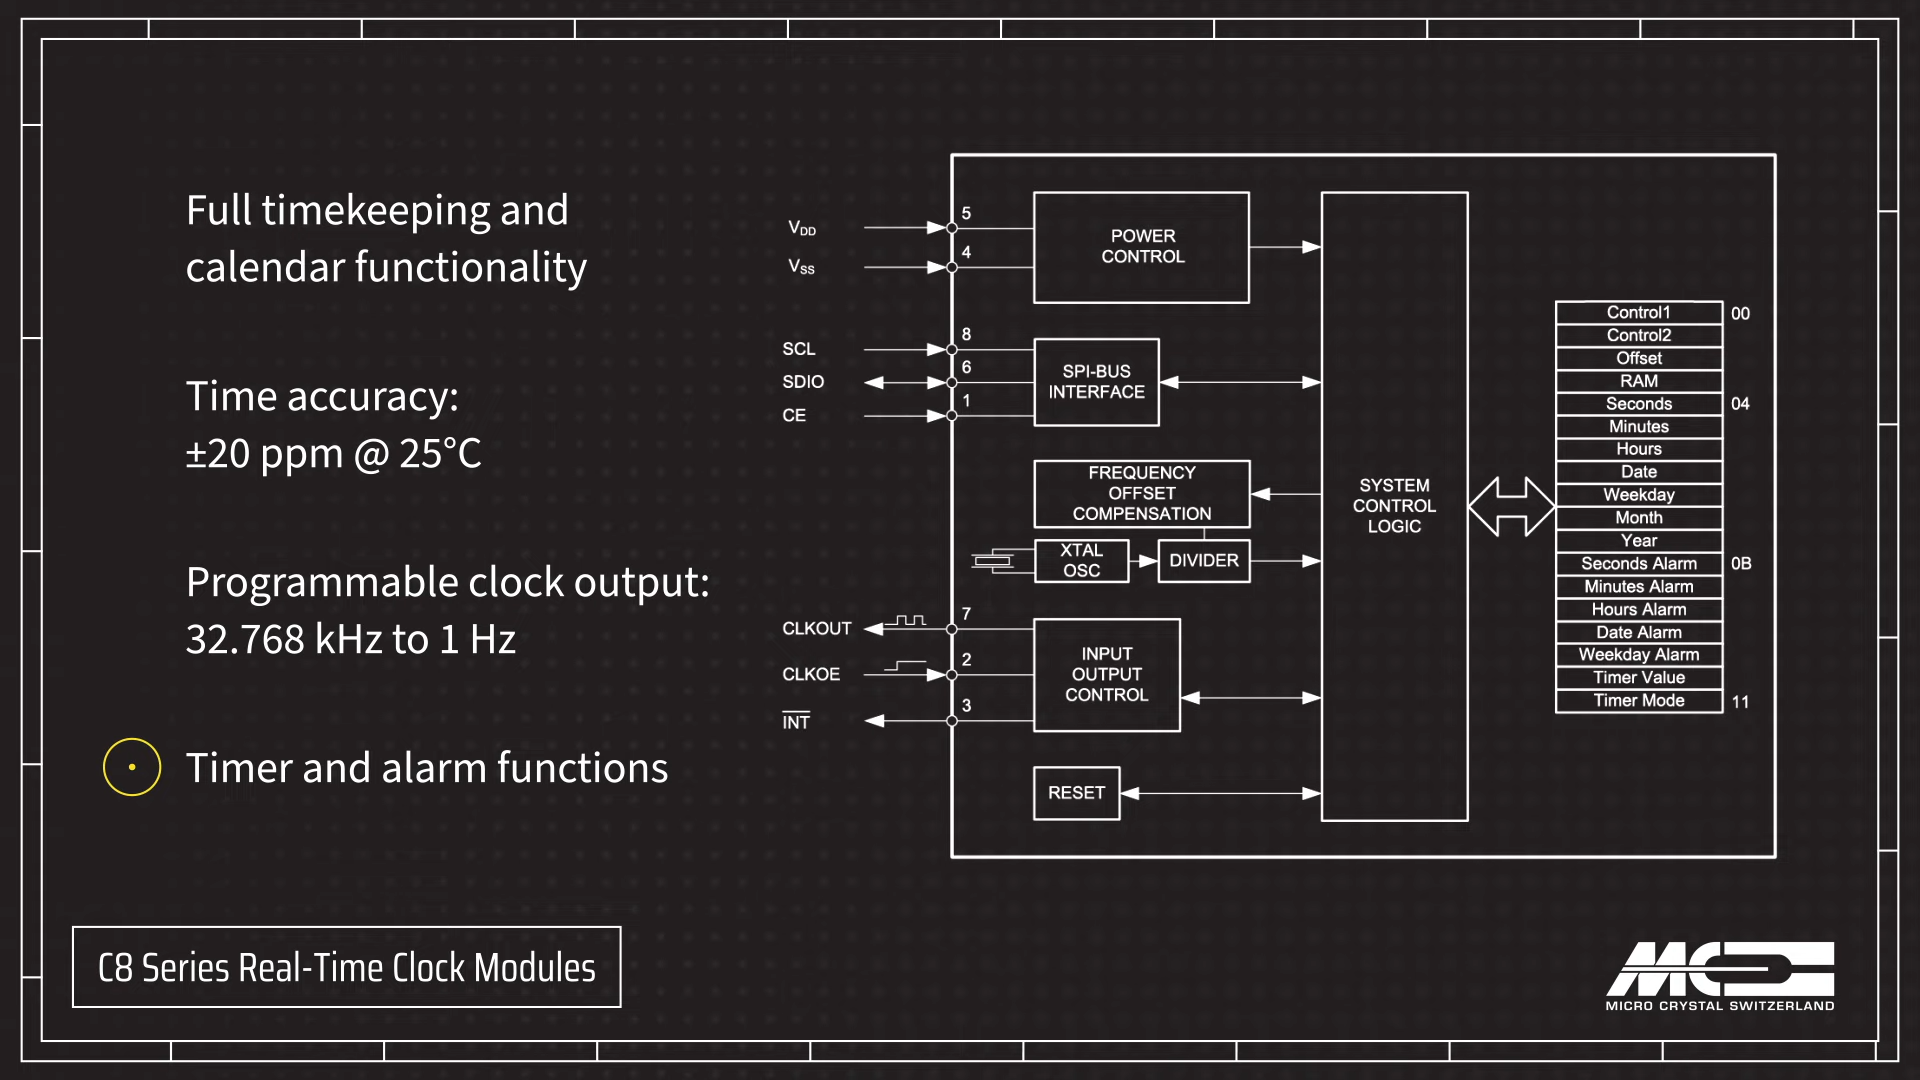 Full timekeeping and
calendar functionality
Time accuracy:
±20 ppm @ 25°C
Programmable clock output:
32.768 kHz to 1 Hz
Timer and alarm functions
C8 Series Real-Time Clock Modules
VDD
5
VSS
4
POWER
CONTROL
SCL
8
SDIO
6
CE
1
SPI-BUS
INTERFACE
FREQUENCY
OFFSET
COMPENSATION
XTAL
OSC
DIVIDER
CLKOUT
7
CLKOE
2
INT
3
INPUT
OUTPUT
CONTROL
RESET
SYSTEM
CONTROL
LOGIC
Control1 00
Control2
Offset
RAM
Seconds 04
Minutes
Hours
Date
Weekday
Month
Year
Seconds Alarm 0B
Minutes Alarm
Hours Alarm
Date Alarm
Weekday Alarm
Timer Value
Timer Mode 11
MC
MICRO CRYSTAL SWITZERLAND